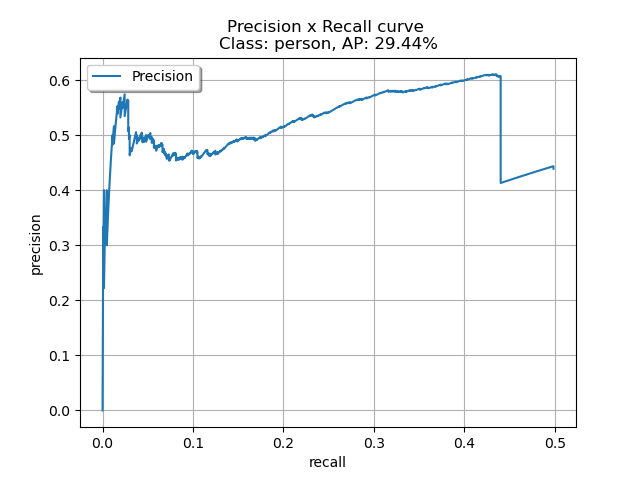 Precision x Recall curve
Class: person, AP: 29.44%
Precision
0.6
0.5
0.4
0.3
0.2
0.1
0.0
precision
0.0 0.1 0.2 0.3 0.4 0.5
recall